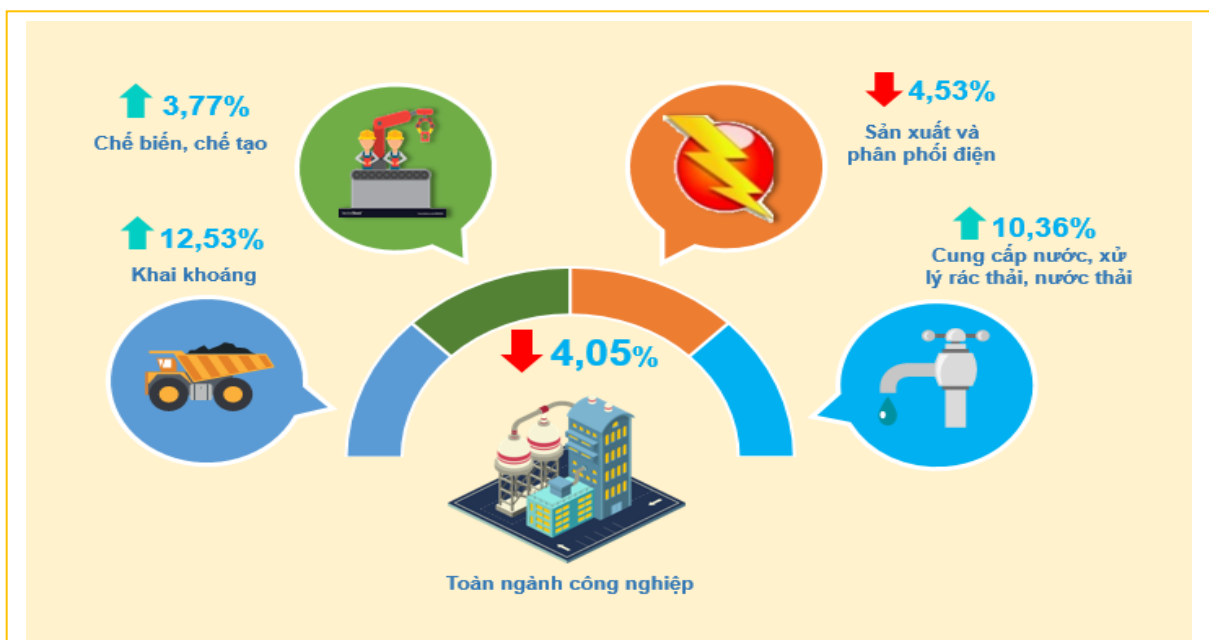 3,77%
Chế biến, chế tạo
4,53%
Sản xuất và
phân phối điện
12,53%
Khai khoáng
10,36%
Cung cấp nước, xử
lý rác thải, nước thải
4,05%
Toàn ngành công nghiệp